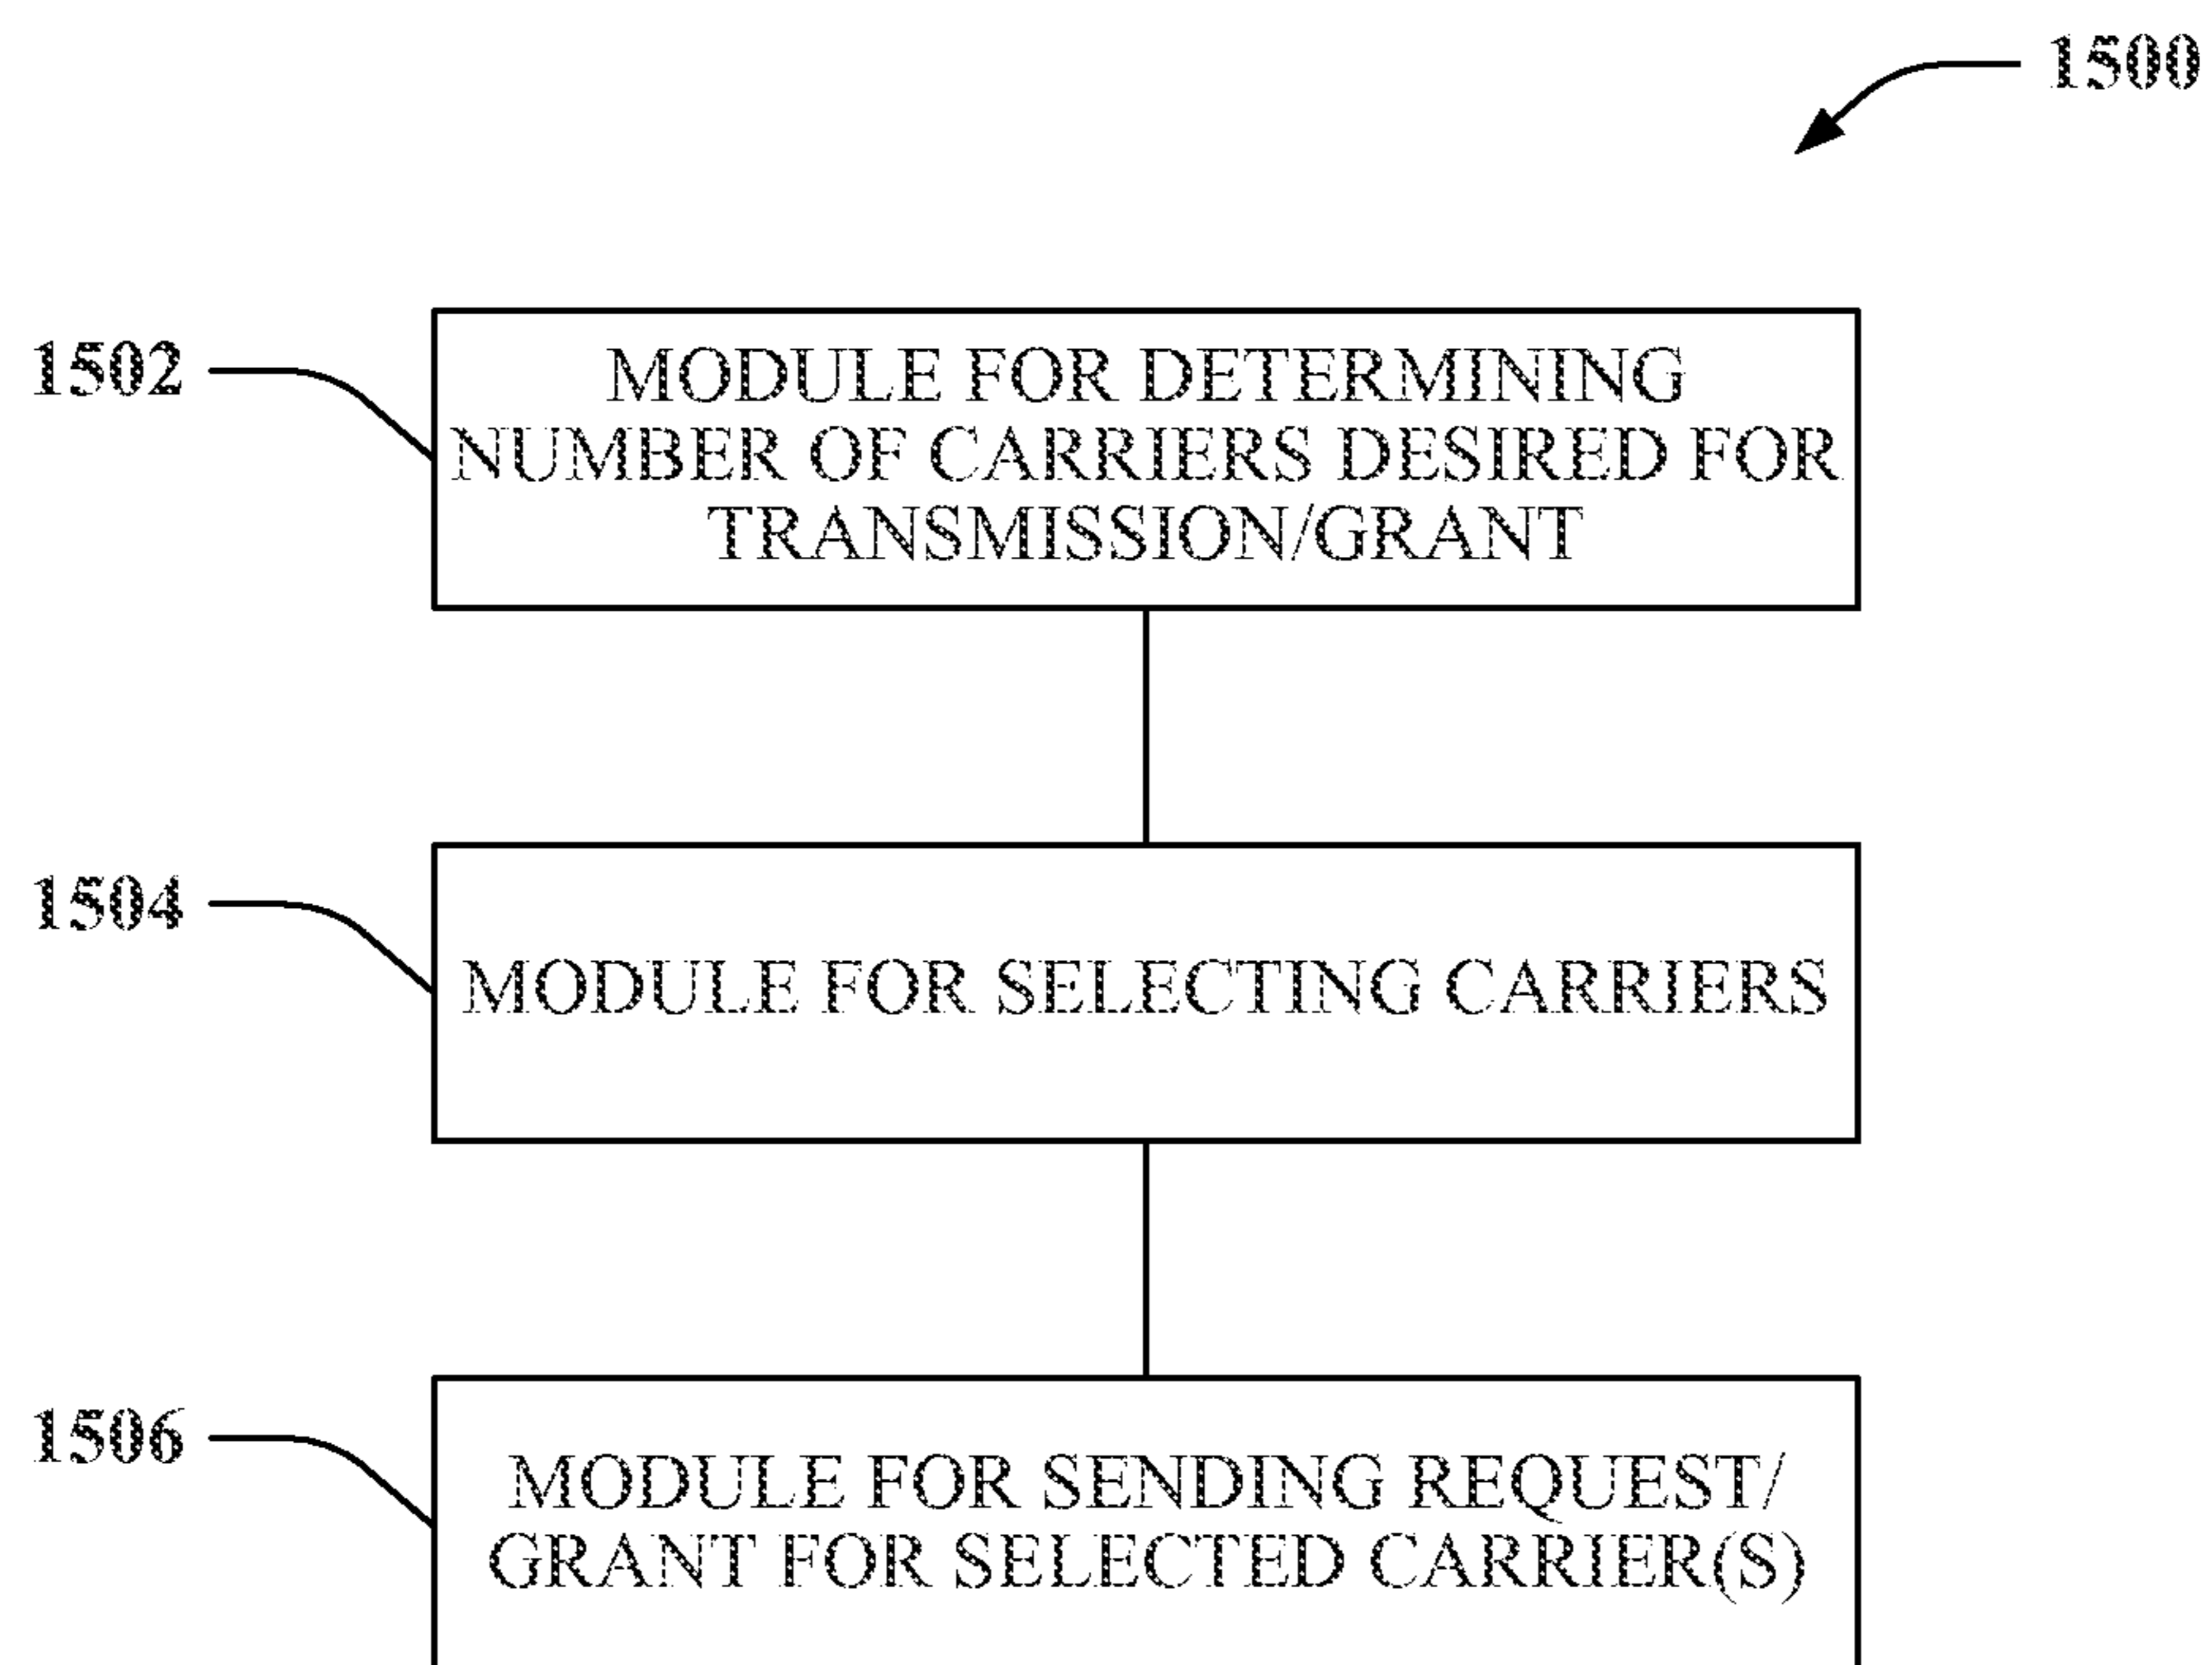 1500
1502
MODULE FOR DETERMINING
NUMBER OF CARRIERS DESIRED FOR
TRANSMISSION/GRANT
1504
MODULE FOR SELECTING CARRIERS
1506
MODULE FOR SENDING REQUEST/
GRANT FOR SELECTED CARRIER(S)